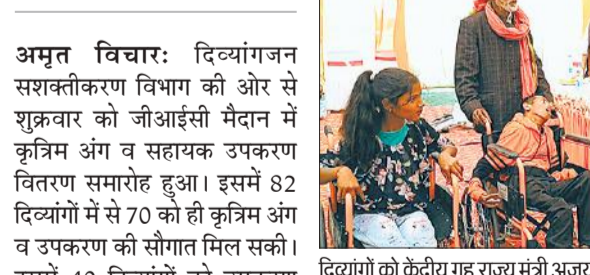 अमृत विचार: दिव्यांगजन
सशक्तीकरण विभाग की ओर से
शुक्रवार को जीआईसी मैदान में
कृत्रिम अंग व सहायक उपकरण
वितरण समारोह हुआ। इसमें 82
दिव्यांगों में से 70 को ही कृत्रिम अंग
व उपकरण की सौगात मिल सकी।
दिव्यांगों को केंद्रीय गृह राज्य मंत्री अजय